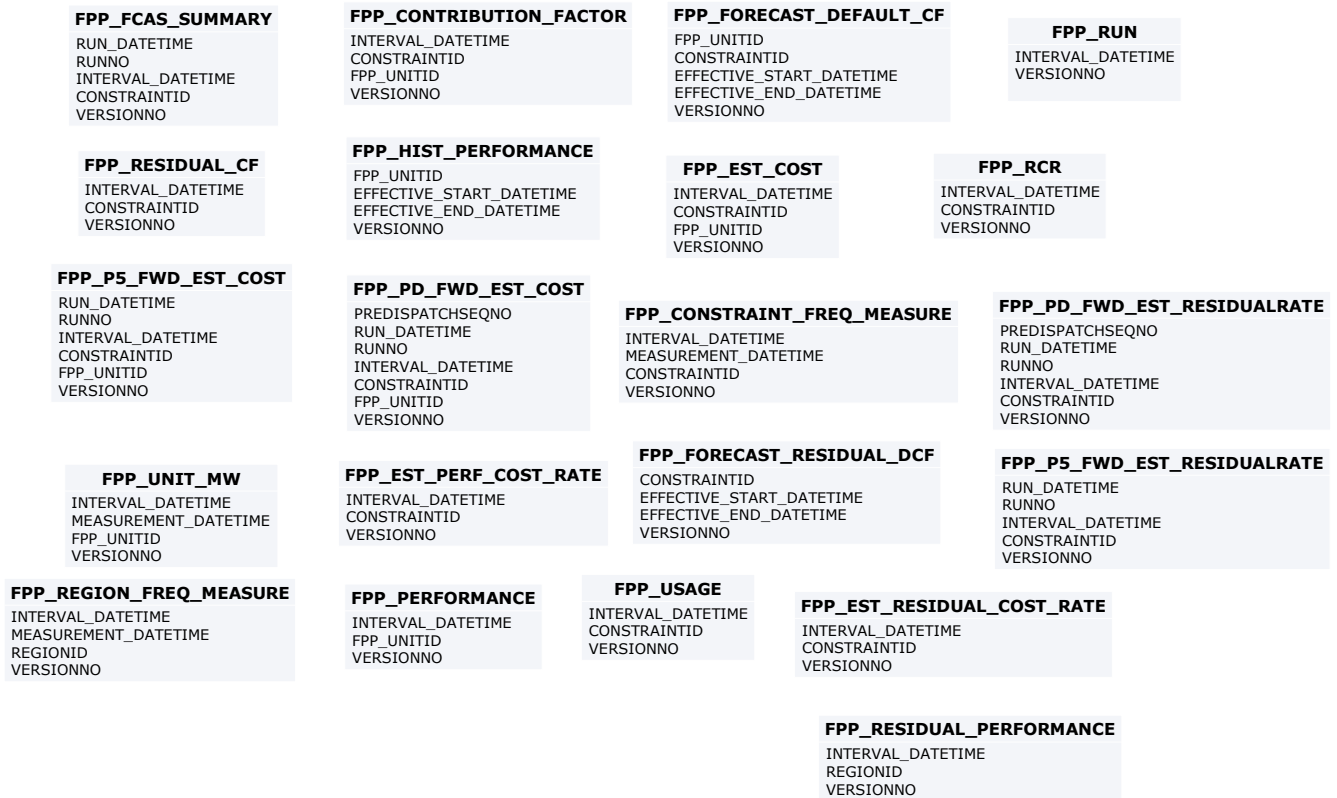 FPP_FCAS_SUMMARY
RUN_DATETIME
RUNNO
INTERVAL_DATETIME
CONSTRAINTID
VERSIONNO
FPP_CONTRIBUTION_FACTOR
INTERVAL_DATETIME
CONSTRAINTID
FPP_UNITID
VERSIONNO
FPP_FORECAST_DEFAULT_CF
FPP_UNITID
CONSTRAINTID
EFFECTIVE_START_DATETIME
EFFECTIVE_END_DATETIME
VERSIONNO
FPP_RUN
INTERVAL_DATETIME
VERSIONNO
FPP_RESIDUAL_CF
INTERVAL_DATETIME
CONSTRAINTID
VERSIONNO
FPP_HIST_PERFORMANCE
FPP_UNITID
EFFECTIVE_START_DATETIME
EFFECTIVE_END_DATETIME
VERSIONNO
FPP_EST_COST
INTERVAL_DATETIME
CONSTRAINTID
FPP_UNITID
VERSIONNO
FPP_RCR
INTERVAL_DATETIME
CONSTRAINTID
VERSIONNO
FPP_P5_FWD_EST_COST
RUN_DATETIME
RUNNO
INTERVAL_DATETIME
CONSTRAINTID
FPP_UNITID
VERSIONNO
FPP_PD_FWD_EST_COST
PREDISPATCHSEQNO
RUN_DATETIME
RUNNO
INTERVAL_DATETIME
CONSTRAINTID
FPP_UNITID
VERSIONNO
FPP_CONSTRAINT_FREQ_MEASURE
INTERVAL_DATETIME
MEASUREMENT_DATETIME
CONSTRAINTID
VERSIONNO
FPP_PD_FWD_EST_RESIDUALRATE
PREDISPATCHSEQNO
RUN_DATETIME
RUNNO
INTERVAL_DATETIME
CONSTRAINTID
VERSIONNO
FPP_UNIT_MW
INTERVAL_DATETIME
MEASUREMENT_DATETIME
FPP_UNITID
VERSIONNO
FPP_EST_PERF_COST_RATE
INTERVAL_DATETIME
CONSTRAINTID
VERSIONNO
FPP_FORECAST_RESIDUAL_DCF
CONSTRAINTID
EFFECTIVE_START_DATETIME
EFFECTIVE_END_DATETIME
VERSIONNO
FPP_P5_FWD_EST_RESIDUALRATE
RUN_DATETIME
RUNNO
INTERVAL_DATETIME
CONSTRAINTID
VERSIONNO
FPP_REGION_FREQ_MEASURE
INTERVAL_DATETIME
MEASUREMENT_DATETIME
REGIONID
VERSIONNO
FPP_PERFORMANCE
INTERVAL_DATETIME
FPP_UNITID
VERSIONNO
FPP_USAGE
INTERVAL_DATETIME
CONSTRAINTID
VERSIONNO
FPP_EST_RESIDUAL_COST_RATE
INTERVAL_DATETIME
CONSTRAINTID
VERSIONNO
FPP_RESIDUAL_PERFORMANCE
INTERVAL_DATETIME
REGIONID
VERSIONNO